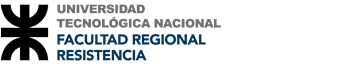 UNIVERSIDAD
TECNOLÓGICA NACIONAL
FACULTAD REGIONAL
RESISTENCIA